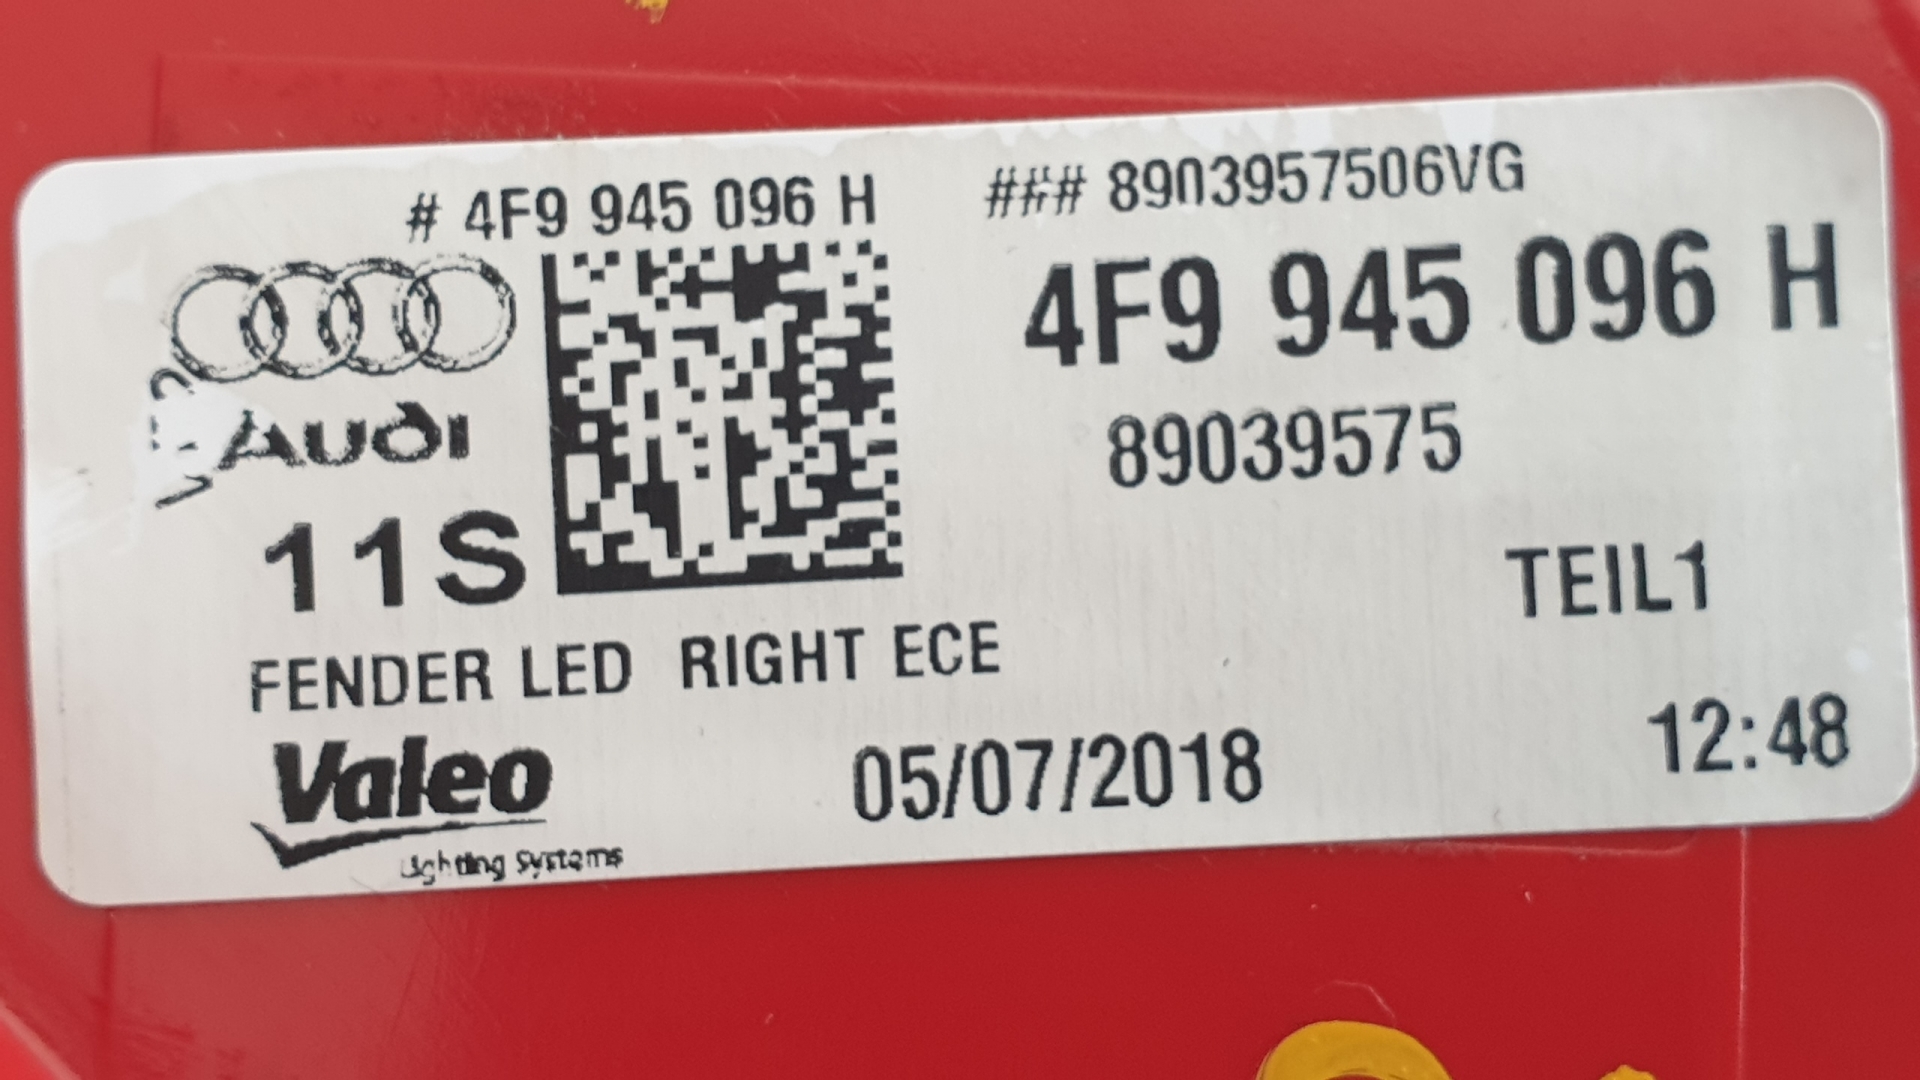 # 4F9 945 096 H
### 8903957506VG
4F9 945 096 H
Audi
89039575
11S
TEIL1
FENDER LED RIGHT ECE
12:48
Valeo
05/07/2018
Lighting Systems